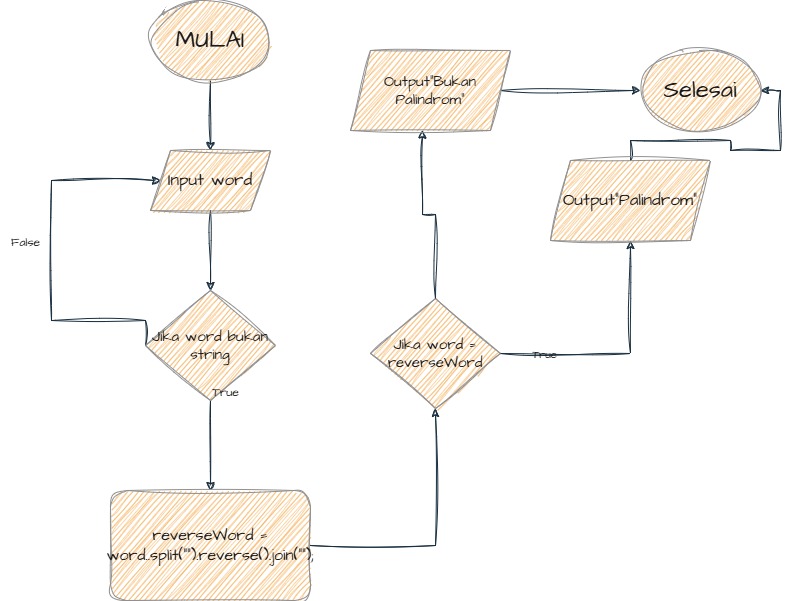 MULAI
Input word
False
Jika word bukan
string
True
reverseWord =
word..split("").reverse().join("");
Jika word =
reverseWord
True
Output"Bukan
Palindrom"
Output"Palindrom"
Selesai